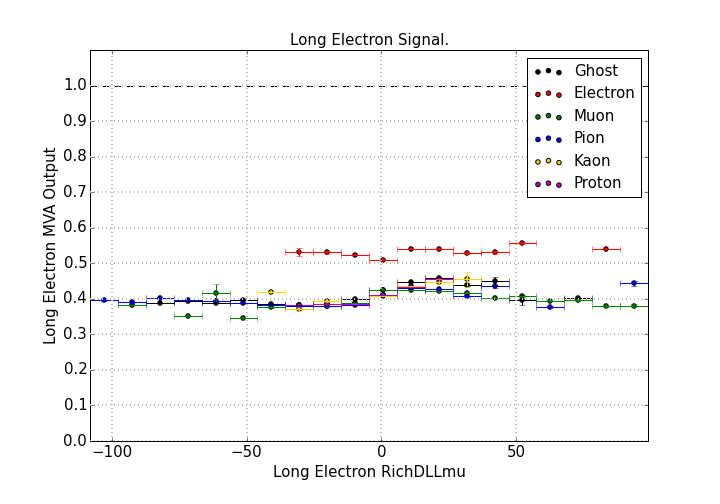 Long Electron Signal.
Long Electron MVA Output
1.0
0.9
0.8
0.7
0.6
0.5
0.4
0.3
0.2
0.1
0.0
Ghost
Electron
Muon
Pion
Kaon
Proton
−100
−50
0
50
Long Electron RichDLLmu